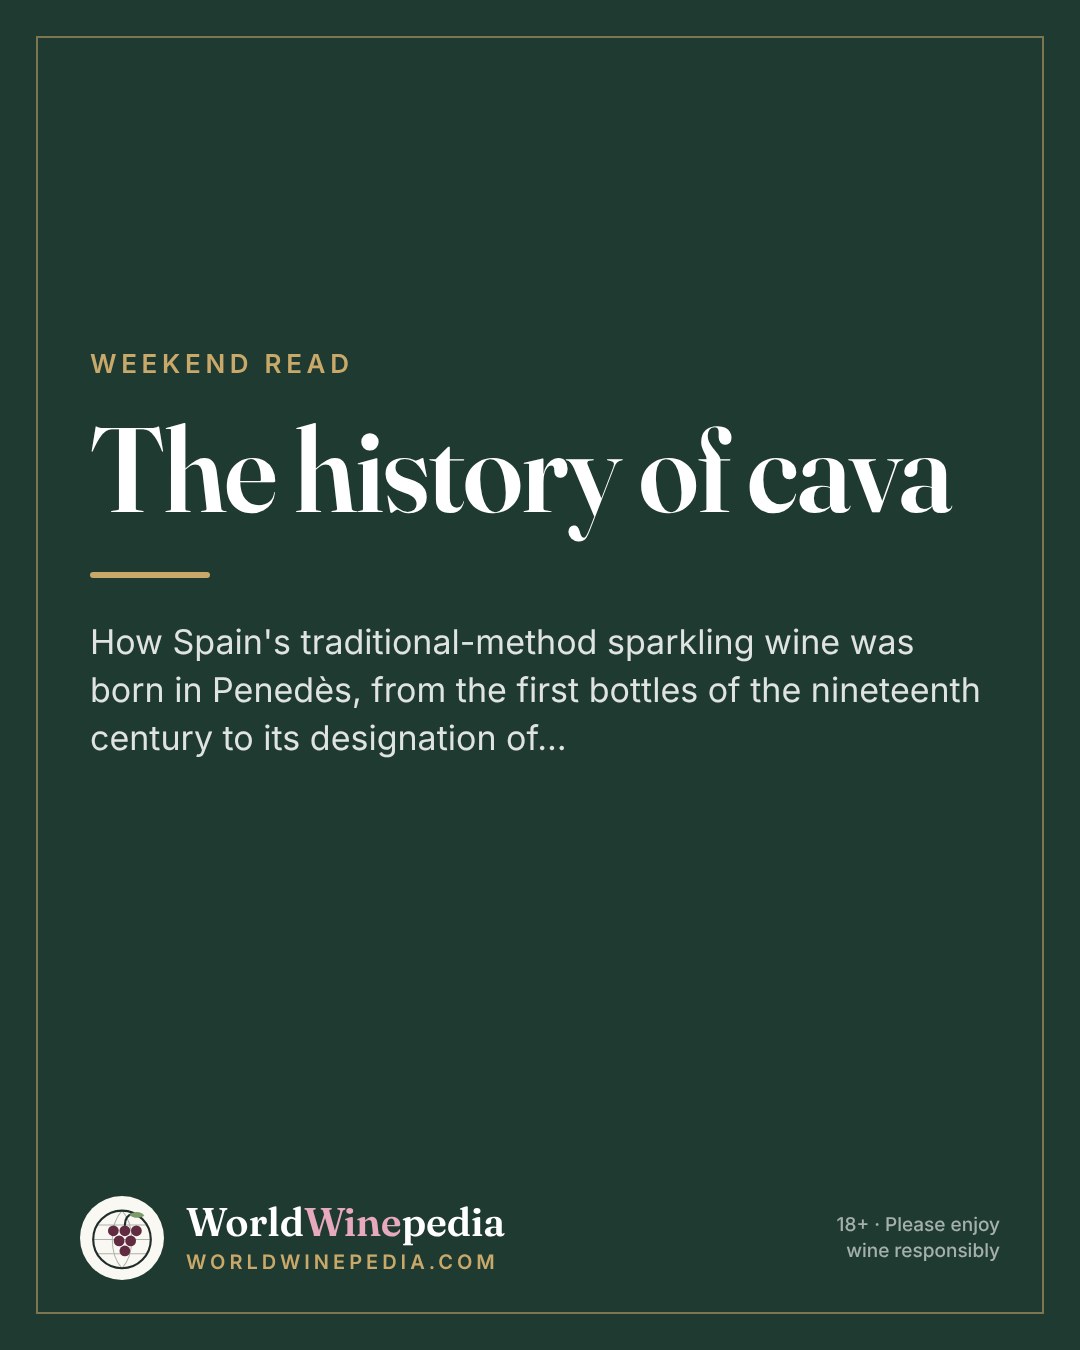 WEEKEND READ
The history of cava
How Spain's traditional-method sparkling wine was
born in Penedès, from the first bottles of the nineteenth
century to its designation of...
WorldWinepedia
WORLDWINEPEDIA.COM
18+ · Please enjoy
wine responsibly